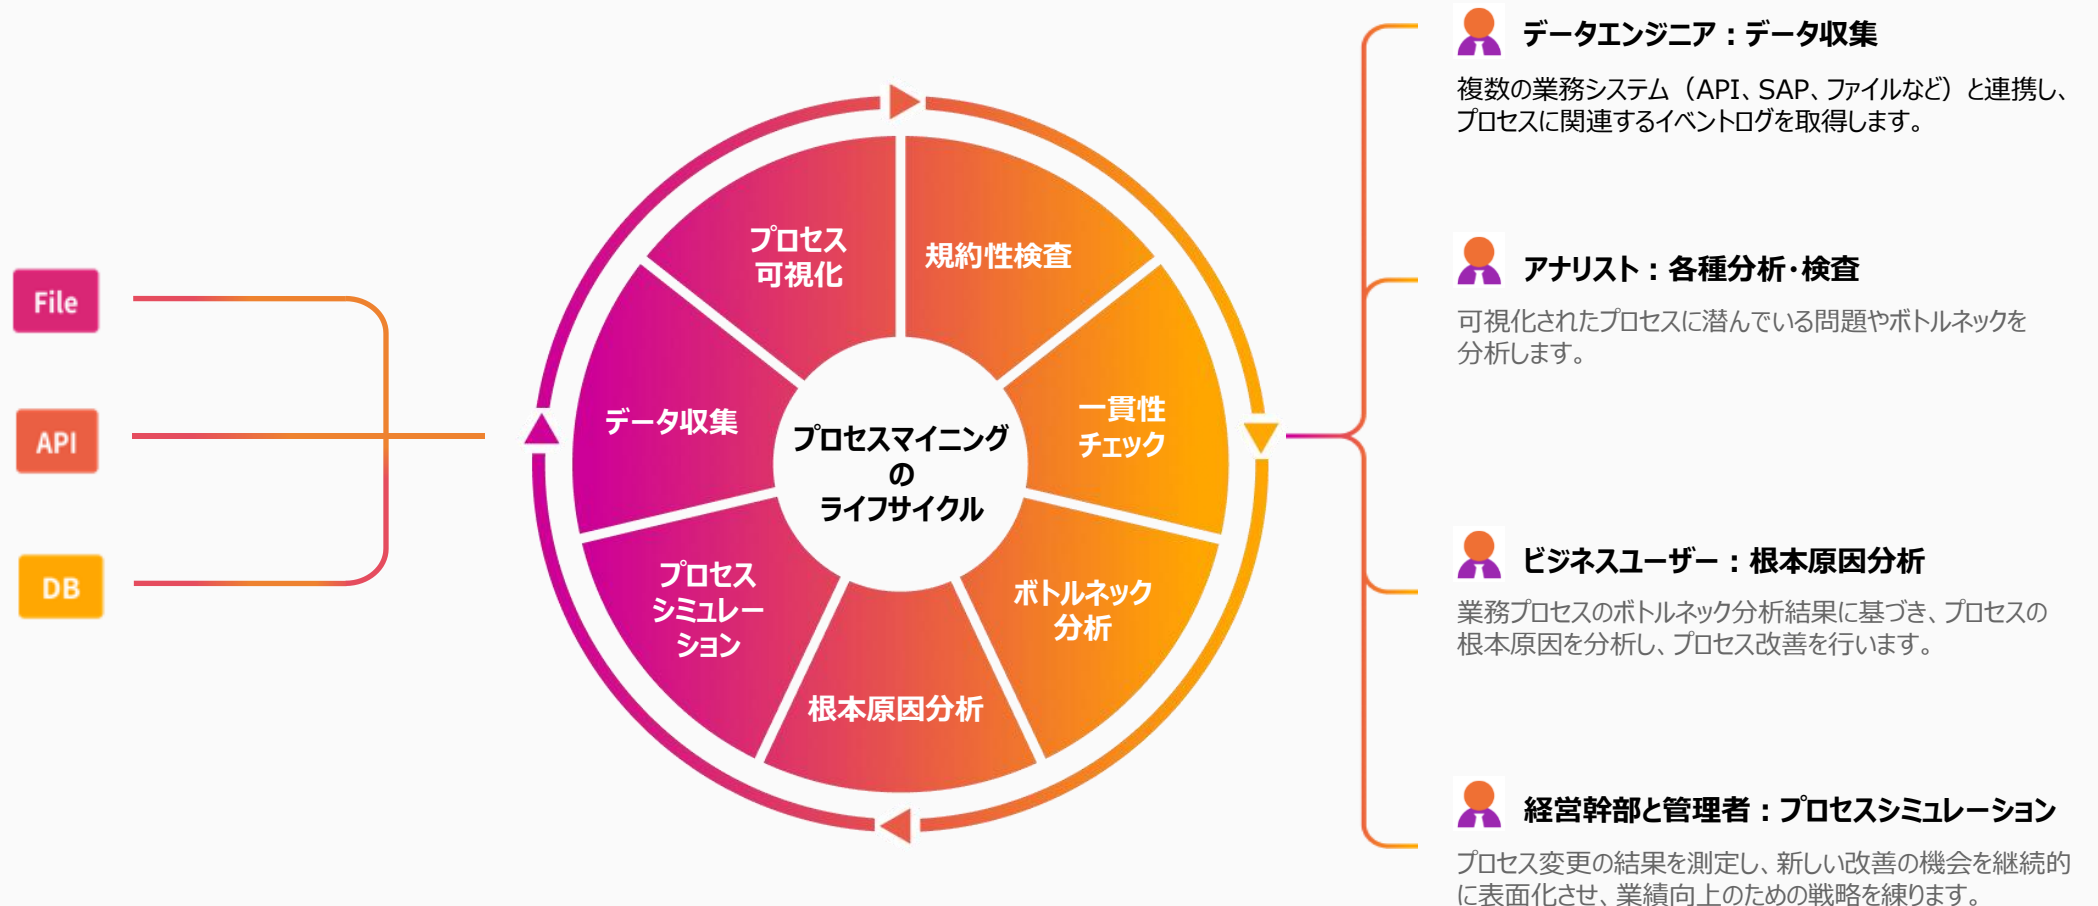 File
API
DB
プロセス
可視化
規約性検査
データ収集
一貫性
チェック
プロセスマイニング
の
ライフサイクル
プロセス
シミュレー
ション
ボトルネック
分析
根本原因分析
データエンジニア：データ収集
複数の業務システム（API、SAP、ファイルなど）と連携し、
プロセスに関連するイベントログを取得します。
アナリスト：各種分析・検査
可視化されたプロセスに潜んでいる問題やボトルネックを
分析します。
ビジネスユーザー：根本原因分析
業務プロセスのボトルネック分析結果に基づき、プロセスの
根本原因を分析し、プロセス改善を行います。
経営幹部と管理者：プロセスシミュレーション
プロセス変更の結果を測定し、新しい改善の機会を継続的
に表面化させ、業績向上のための戦略を練ります。